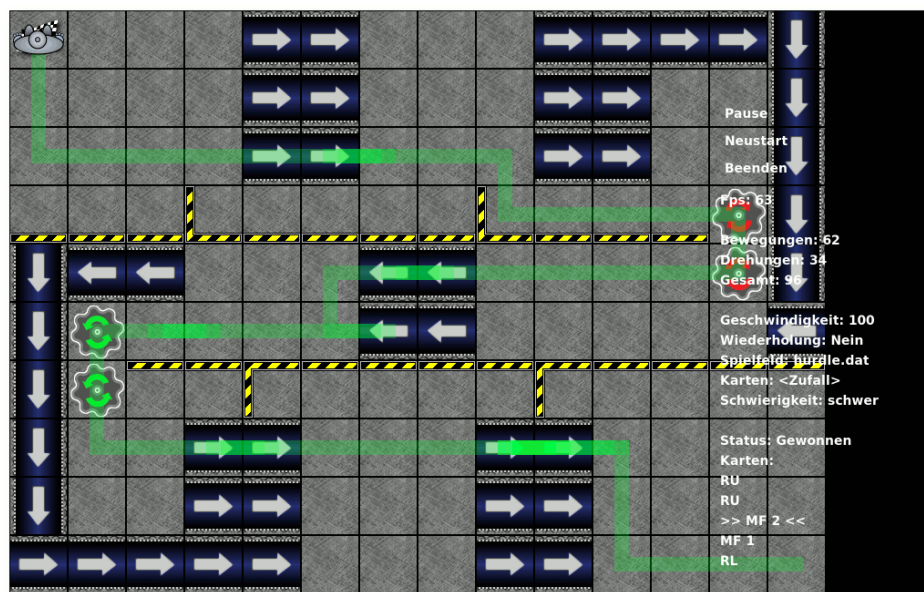 Pause
Neustart
Beenden
Fps: 63
Bewegungen: 62
Drehungen: 34
Gesamt: 96
Geschwindigkeit: 100
Wiederholung: Nein
Spielfeld: hurdle.dat
Karten: <Zufall>
Schwierigkeit: schwer
Status: Gewonnen
Karten:
RU
RU
>> MF 2 <<
MF 1
RL